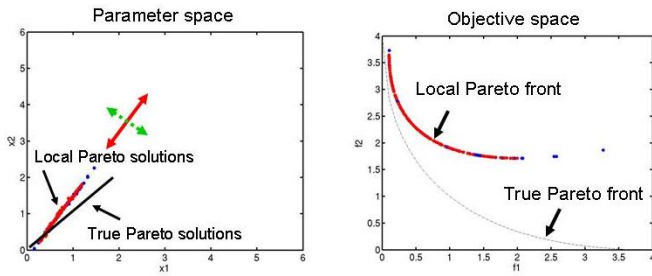 Parameter space
6
5
4
3
2
1
0
0 1 2 3 4 5 6
x2
x1
Local Pareto solutions
True Pareto solutions
Objective space
4
3.5
3
2.5
2
1.5
1
0.5
0
0 0.5 1 1.5 2 2.5 3 3.5 4
f2
f1
Local Pareto front
True Pareto front